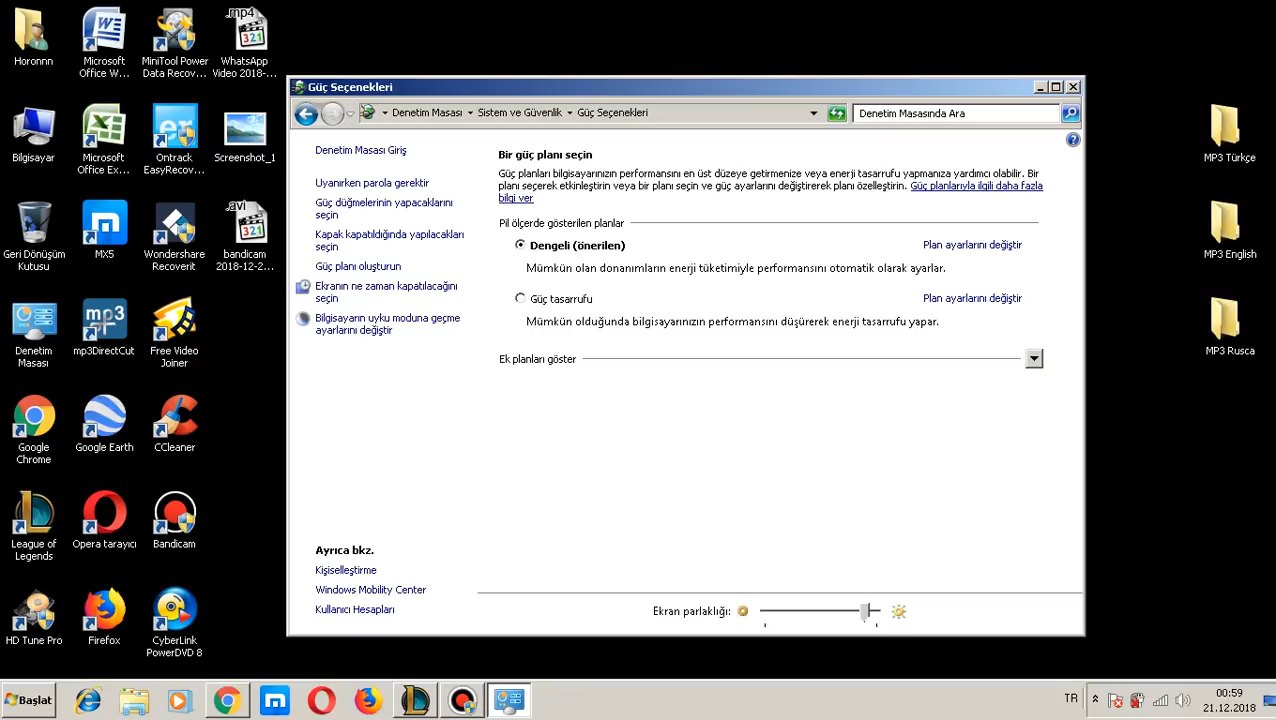 Horonnn
Microsoft
Office W...
MiniTool Power
Data Recov...
.mp4
WhatsApp
Video 2018-...
Bilgisayar
Microsoft
Office Ex...
Ontrack
EasyRecov...
Screenshot_1
Geri Dönüşüm
Kutusu
MX5
Wondershare
Recoverit
.avi
bandicam
2018-12-2...
Denetim
Masası
mp3
mp3DirectCut
Free Video
Joiner
Google
Chrome
Google Earth
CCleaner
League of
Legends
Opera tarayıcı
Bandicam
HD Tune Pro
Firefox
CyberLink
PowerDVD 8
Güç Seçenekleri
Denetim Masası
Sistem ve Güvenlik
Güç Seçenekleri
Denetim Masasında Ara
Denetim Masası Giriş
Uyanırken parola gerektir
Güç düğmelerinin yapacaklarını
seçin
Kapak kapatıldığında yapılacakları
seçin
Güç planı oluşturun
Ekranın ne zaman kapatılacağını
seçin
Bilgisayarın uyku moduna geçme
ayarlarını değiştir
Bir güç planı seçin
Güç planları bilgisayarınızın performansını en üst düzeye getirmenize veya enerji tasarrufu yapmanıza yardımcı olabilir. Bir
planı seçerek etkinleştirin veya bir planı seçin ve güç ayarlarını değiştirerek planı özelleştirin. Güç planlarıyla ilgili daha fazla
bilgi ver
Pil ölçerde gösterilen planlar
Dengeli (önerilen)
Plan ayarlarını değiştir
Mümkün olan donanımların enerji tüketimiyle performansını otomatik olarak ayarlar.
Güç tasarrufu
Plan ayarlarını değiştir
Mümkün olduğunda bilgisayarınızın performansını düşürerek enerji tasarrufu yapar.
Ek planları göster
Ayrıca bkz.
Kişiselleştirme
Windows Mobility Center
Kullanıcı Hesapları
Ekran parlaklığı:
MP3 Türkçe
MP3 English
MP3 Rusca
Başlat
TR
00:59
21.12.2018